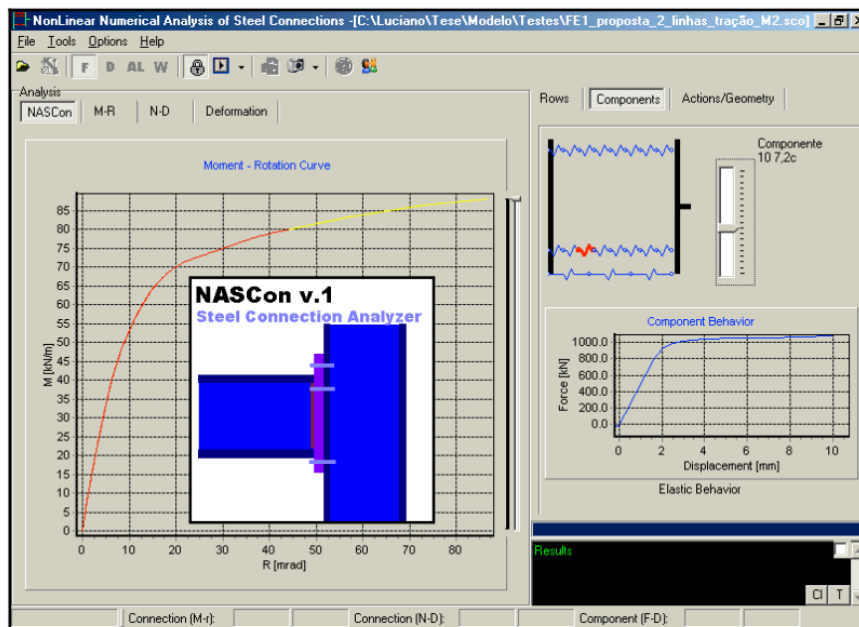 NonLinear Numerical Analysis of Steel Connections -[C:\Luciano\Tese\Modelo\Testes\FE1_proposta_2_linhas_tração_M2.sco]
File Tools Options Help
F D AL W
Analysis
NASCon M-R N-D Deformation
Moment - Rotation Curve
85
80
75
70
65
60
55
50
45
40
35
30
25
20
15
10
5
0
M [kN/m]
0 10 20 30 40 50 60 70 80
R [mrad]
NASCon v.1
Steel Connection Analyzer
Rows Components Actions/Geometry
Componente
10 7,2c
Component Behavior
1000.0
800.0
600.0
400.0
200.0
0.0
Force [kN]
0 2 4 6 8 10
Displacement [mm]
Elastic Behavior
Results
Cl T
Connection (M-r): Connection (N-D): Component (F-D):